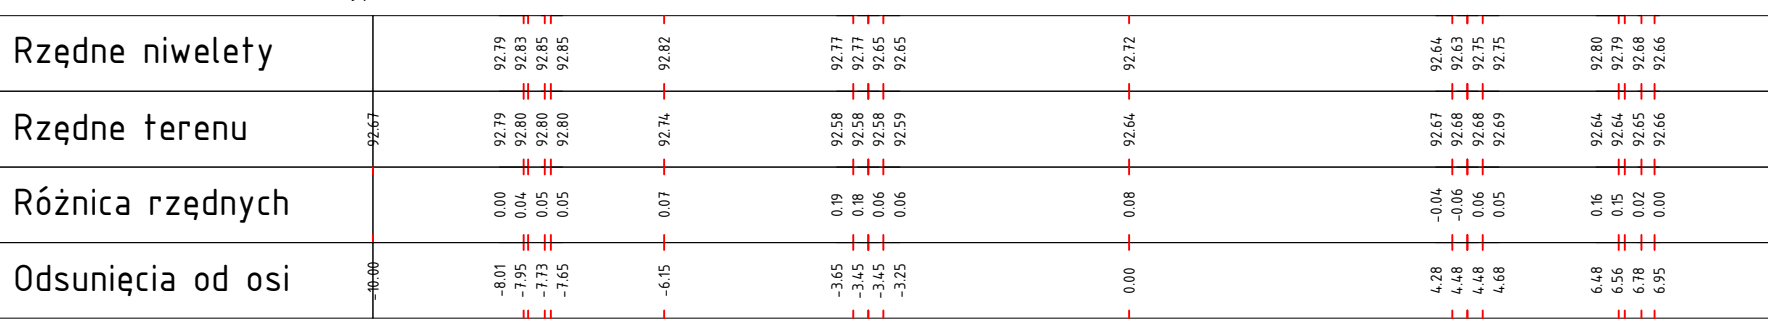 Rzędne niwelety 92.79 92.83 92.85 92.85 92.82 92.77 92.77 92.65 92.65 92.72 92.64 92.63 92.75 92.75 92.80 92.79 92.68 92.66
Rzędne terenu 92.67 92.79 92.80 92.80 92.80 92.74 92.58 92.58 92.58 92.59 92.64 92.67 92.68 92.68 92.69 92.64 92.64 92.65 92.66
Różnica rzędnych 0.00 0.04 0.05 0.05 0.07 0.19 0.18 0.06 0.06 0.08 -0.04 -0.06 0.06 0.05 0.16 0.15 0.02 0.00
Odsunięcia od osi -10.00 -8.01 -7.95 -7.73 -7.65 -6.15 -3.65 -3.45 -3.45 -3.25 0.00 4.28 4.48 4.48 4.68 6.48 6.56 6.78 6.95